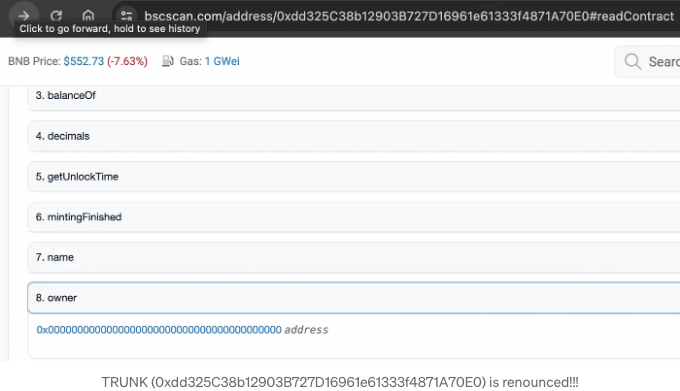 bscscan.com/address/0xdd325C38b12903B727D16961e61333f4871A70E0#readContract
Click to go forward, hold to see history
BNB Price: $552.73 (-7.63%) Gas: 1 GWei
Searc
3. balanceOf
4. decimals
5. getUnlockTime
6. mintingFinished
7. name
8. owner
0x0000000000000000000000000000000000000000 address
TRUNK (0xdd325C38b12903B727D16961e61333f4871A70E0) is renounced!!!